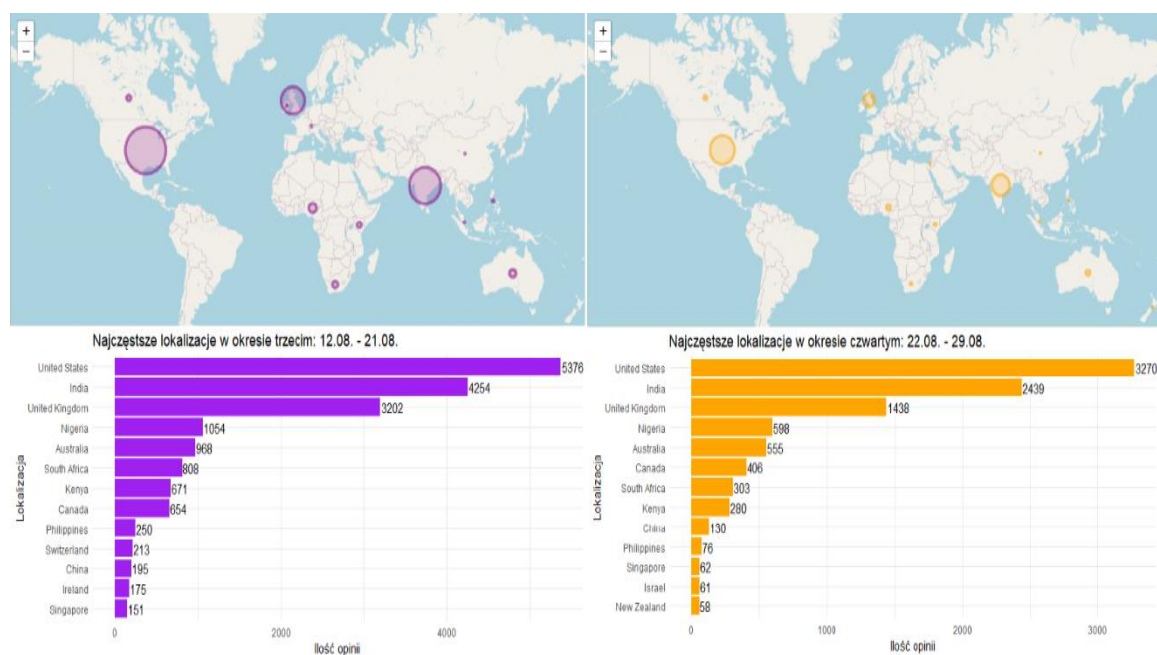 +
−
+
−
Najczęstsze lokalizacje w okresie trzecim: 12.08. - 21.08.
Lokalizacja
United States 5376
India 4254
United Kingdom 3202
Nigeria 1054
Australia 968
South Africa 808
Kenya 671
Canada 654
Philippines 250
Switzerland 213
China 195
Ireland 175
Singapore 151
0 2000 4000
Ilość opinii
Najczęstsze lokalizacje w okresie czwartym: 22.08. - 29.08.
Lokalizacja
United States 3270
India 2439
United Kingdom 1438
Nigeria 598
Australia 555
Canada 406
South Africa 303
Kenya 280
China 130
Philippines 76
Singapore 62
Israel 61
New Zealand 58
0 1000 2000 3000
Ilość opinii